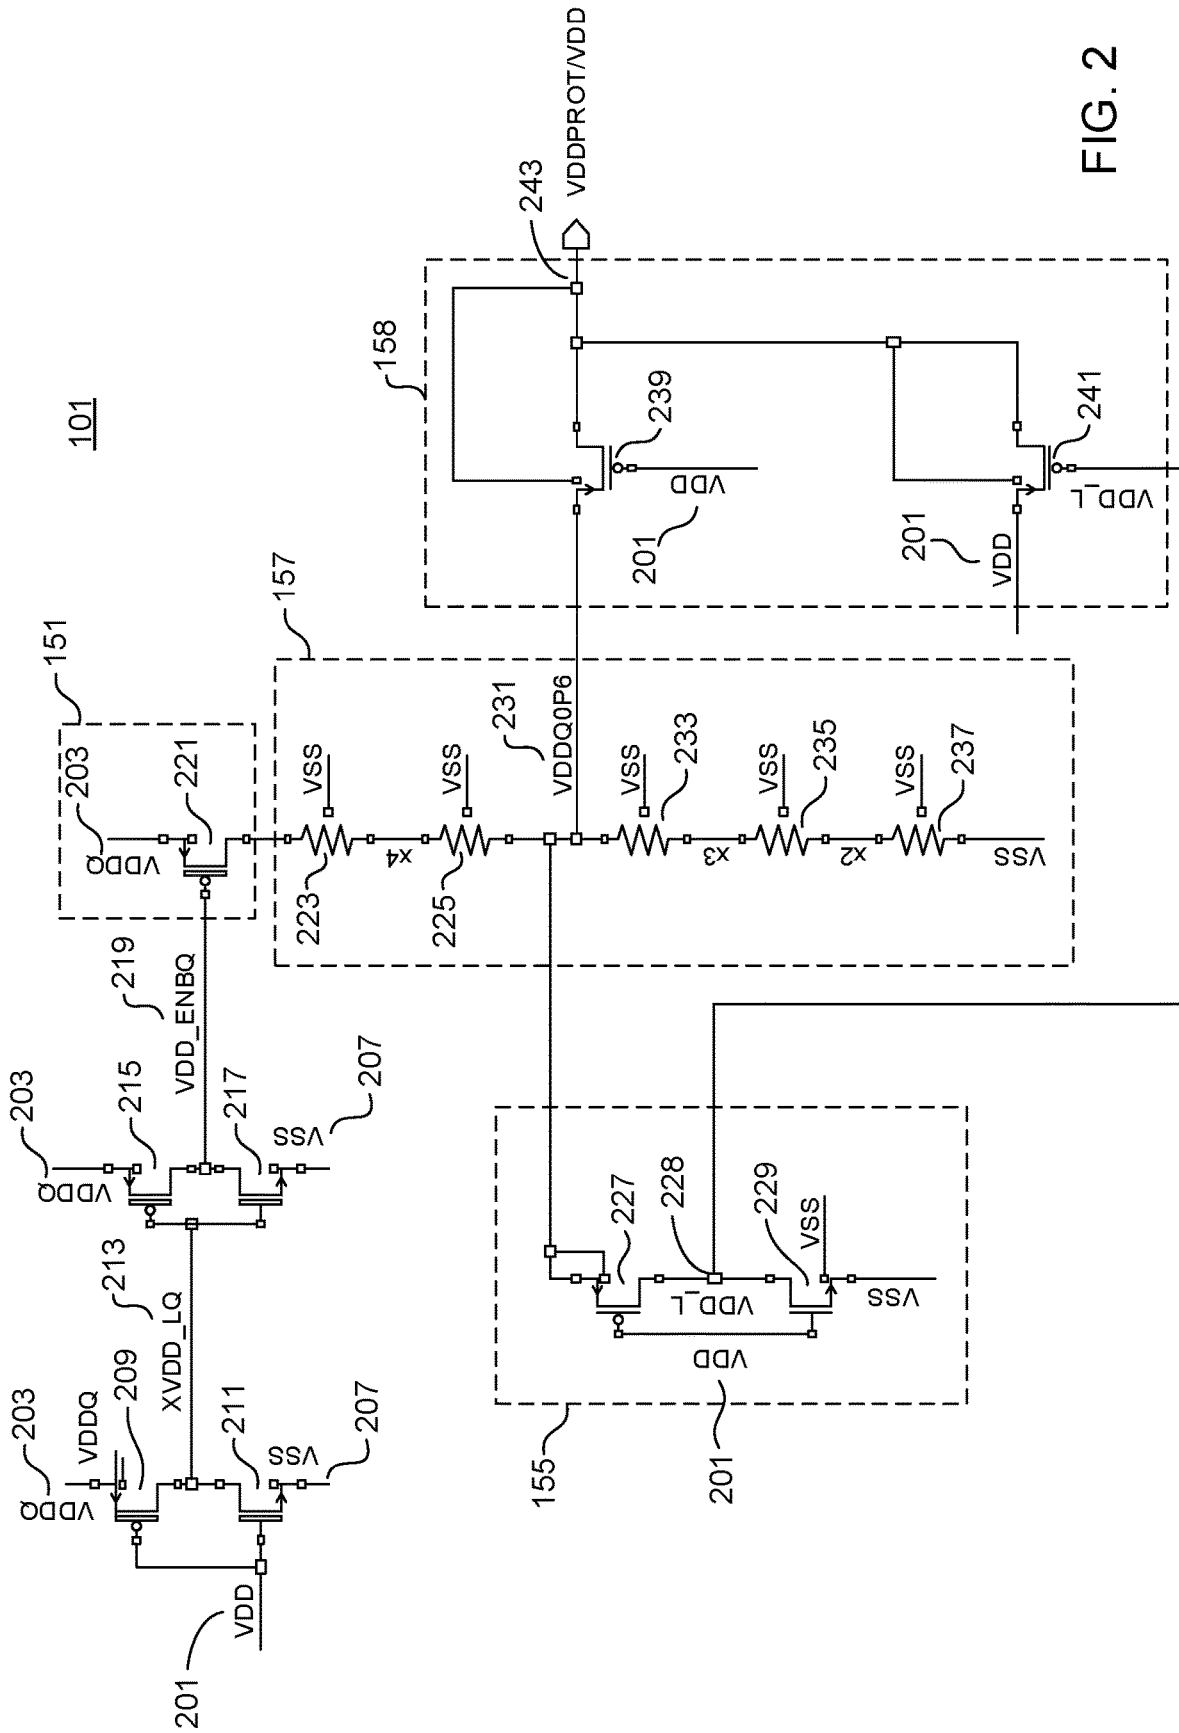 101
FIG. 2
203
VDDQ
VDDQ
209
XVDD_LQ
213
211
VSS
207
VDD
201
203
VDDQ
215
217
VSS
207
VDD_ENBQ
219
151
203
VDDQ
221
157
223
VSS
x4
225
VSS
231
VDDQ0P6
VSS
233
x3
VSS
235
x2
VSS
237
VSS
155
227
228
VDD_L
229
VSS
VSS
VDD
201
158
239
VDD
201
243
VDDPROT/VDD
201
VDD
241
VDD_L